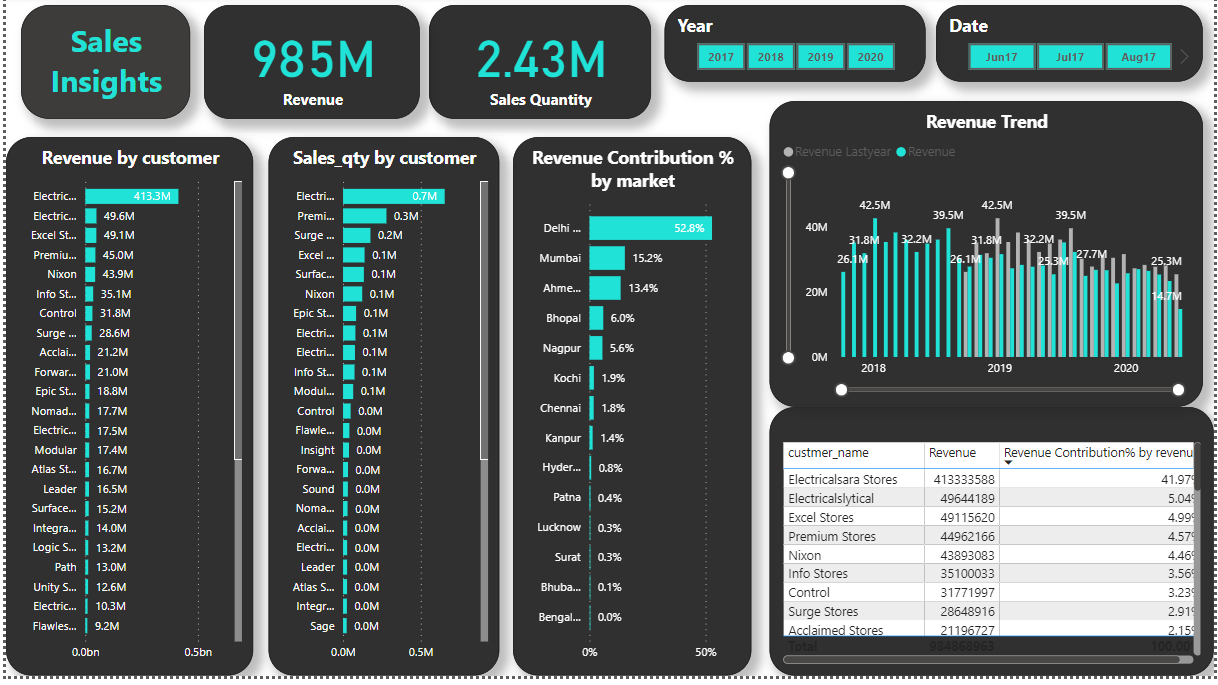 Sales
Insights
985M
Revenue
2.43M
Sales Quantity
Year
2017 2018 2019 2020
Date
Jun17 Jul17 Aug17
Revenue by customer
Electric... 413.3M
Electric... 49.6M
Excel St... 49.1M
Premiu... 45.0M
Nixon 43.9M
Info St... 35.1M
Control 31.8M
Surge ... 28.6M
Acclai... 21.2M
Forwar... 21.0M
Epic St... 18.8M
Nomad... 17.7M
Electric... 17.5M
Modular 17.4M
Atlas St... 16.7M
Leader 16.5M
Surface... 15.2M
Integra... 14.0M
Logic S... 13.2M
Path 13.0M
Unity S... 12.6M
Electric... 10.3M
Flawles... 9.2M
0.0bn 0.5bn
Sales_qty by customer
Electri... 0.7M
Premi... 0.3M
Surge ... 0.2M
Excel ... 0.1M
Surfac... 0.1M
Nixon 0.1M
Epic St... 0.1M
Electri... 0.1M
Electri... 0.1M
Info St... 0.1M
Modul... 0.1M
Control 0.0M
Flawle... 0.0M
Insight 0.0M
Forwa... 0.0M
Sound 0.0M
Noma... 0.0M
Acclai... 0.0M
Electri... 0.0M
Leader 0.0M
Atlas S... 0.0M
Integr... 0.0M
Sage 0.0M
0.0M 0.5M
Revenue Contribution %
by market
Delhi ... 52.8%
Mumbai 15.2%
Ahme... 13.4%
Bhopal 6.0%
Nagpur 5.6%
Kochi 1.9%
Chennai 1.8%
Kanpur 1.4%
Hyder... 0.8%
Patna 0.4%
Lucknow 0.3%
Surat 0.3%
Bhuba... 0.1%
Bengal... 0.0%
0% 50%
Revenue Trend
Revenue Lastyear Revenue
42.5M 42.5M
39.5M 39.5M
40M
31.8M 32.2M 31.8M 32.2M
26.1M 26.1M 25.3M 27.7M 25.3M
20M
14.7M
0M
2018 2019 2020
custmer_name Revenue Revenue Contribution% by revenu
Electricalsara Stores 413333588 41.97%
Electricalslytical 49644189 5.04%
Excel Stores 49115620 4.99%
Premium Stores 44962166 4.57%
Nixon 43893083 4.46%
Info Stores 35100033 3.56%
Control 31771997 3.23%
Surge Stores 28648916 2.91%
Acclaimed Stores 21196727 2.15%
Total 984868963 100.00